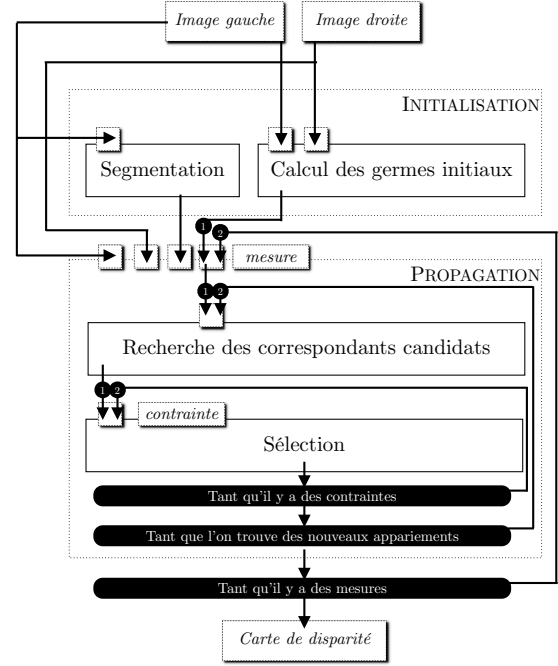 Image gauche
Image droite
INITIALISATION
Segmentation
Calcul des germes initiaux
1
2
mesure
PROPAGATION
1
2
Recherche des correspondants candidats
1
2
contrainte
Sélection
Tant qu'il y a des contraintes
Tant que l'on trouve des nouveaux appariements
Tant qu'il y a des mesures
Carte de disparité